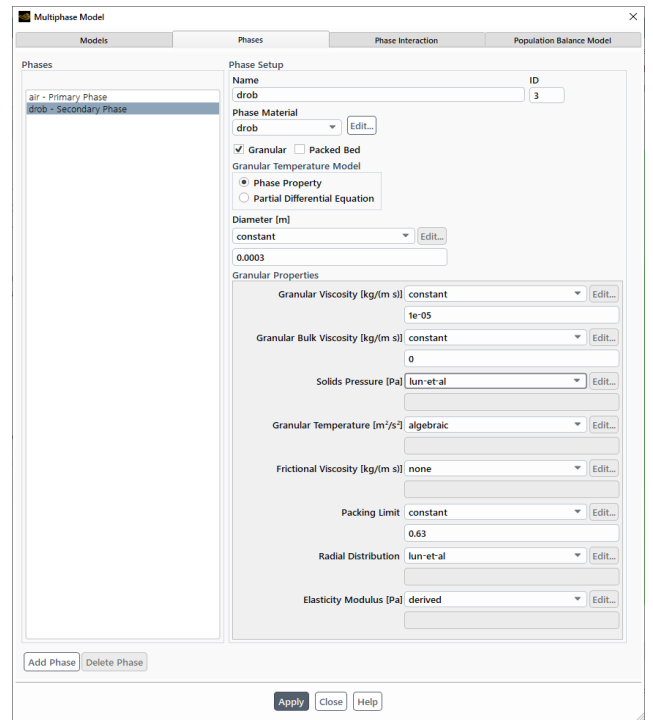 Multiphase Model
Models Phases Phase Interaction Population Balance Model
Phases
air - Primary Phase
drob - Secondary Phase
Add Phase Delete Phase
Phase Setup
Name ID
drob 3
Phase Material
drob Edit...
Granular Packed Bed
Granular Temperature Model
Phase Property
Partial Differential Equation
Diameter [m]
constant Edit...
0.0003
Granular Properties
Granular Viscosity [kg/(m s)] constant Edit...
1e-05
Granular Bulk Viscosity [kg/(m s)] constant Edit...
0
Solids Pressure [Pa] lun-et-al Edit...
Granular Temperature [m²/s²] algebraic Edit...
Frictional Viscosity [kg/(m s)] none Edit...
Packing Limit constant Edit...
0.63
Radial Distribution lun-et-al Edit...
Elasticity Modulus [Pa] derived Edit...
Apply Close Help